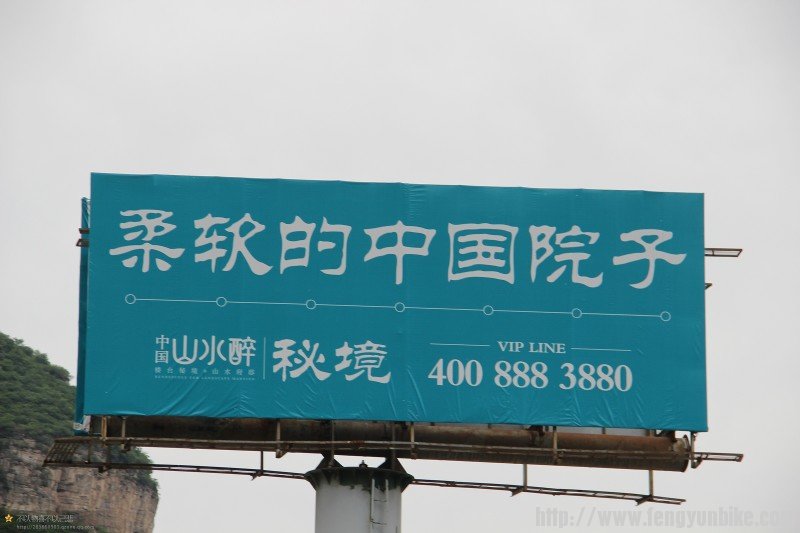 柔软的中国院子
中国 山水醉 秘境
VIP LINE
400 888 3880
http://www.fengyunbike.com